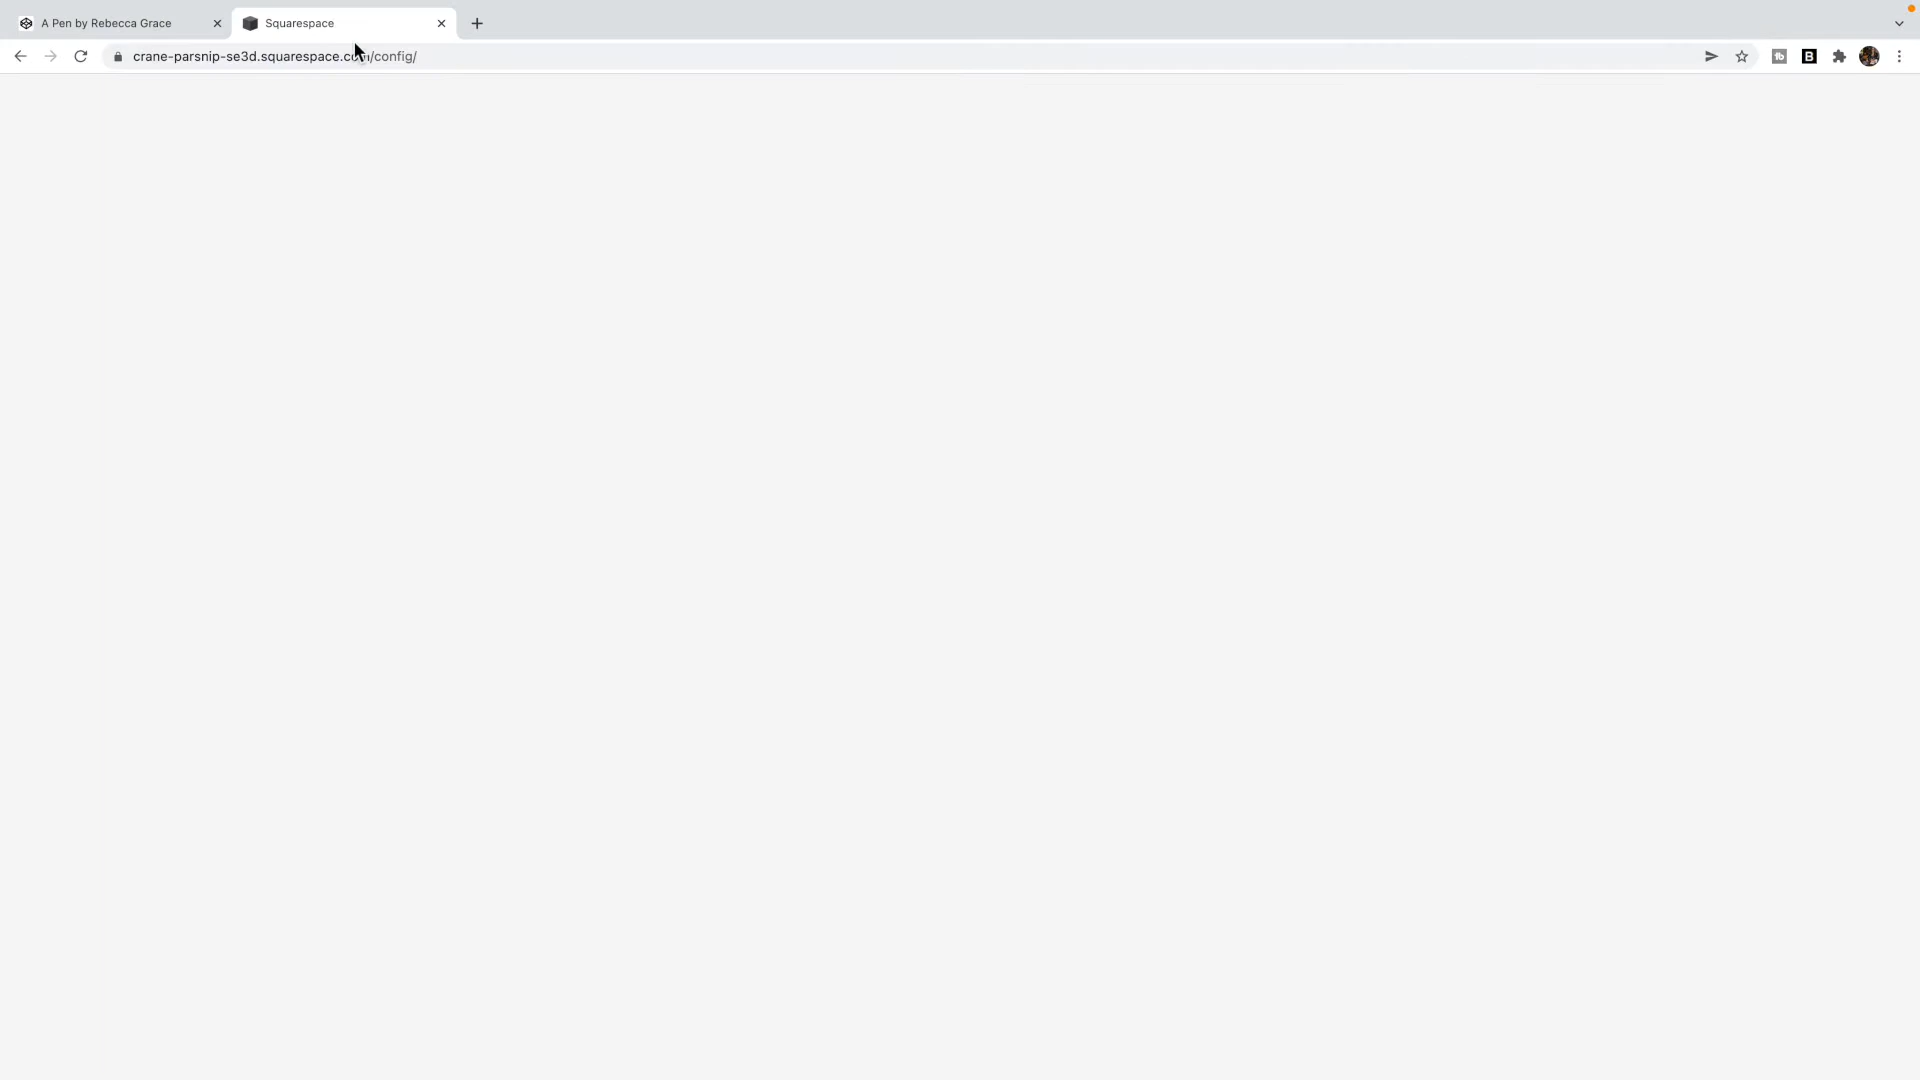 A Pen by Rebecca Grace
Squarespace
crane-parsnip-se3d.squarespace.com/config/
B